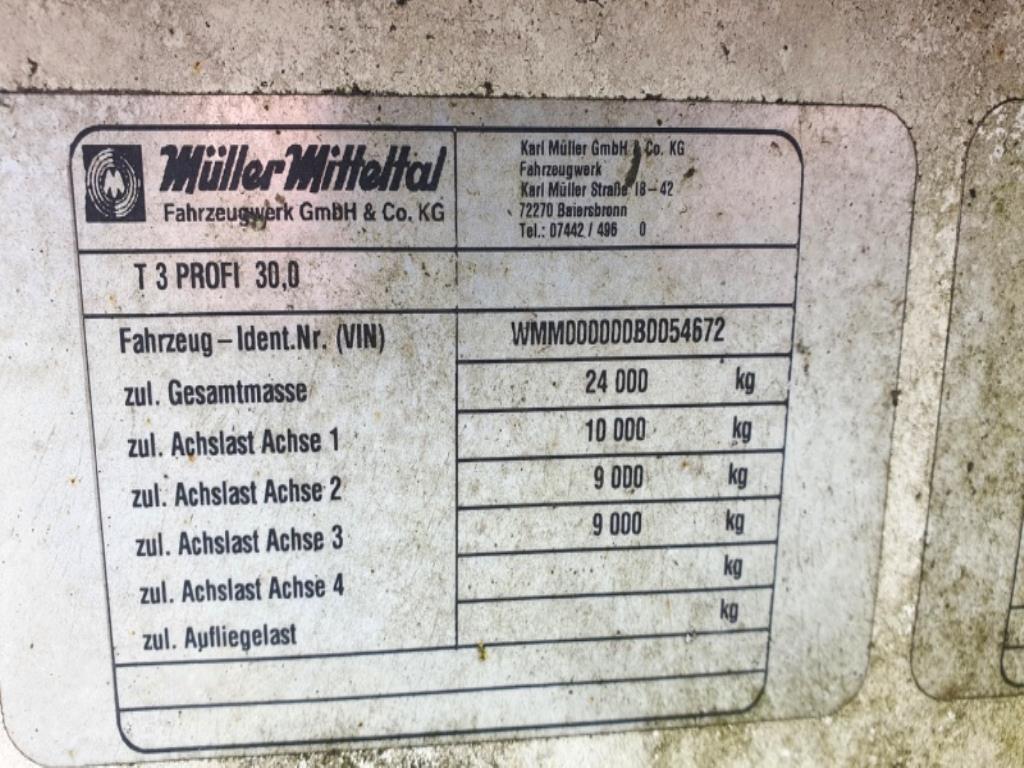 Müller Mitteltal
Fahrzeugwerk GmbH & Co. KG
Karl Müller GmbH & Co. KG
Fahrzeugwerk
Karl Müller Straße 18-42
72270 Baiersbronn
Tel.: 07442 / 496 0
T 3 PROFI 30,0
Fahrzeug - Ident.Nr. (VIN) WMM000000B0054672
zul. Gesamtmasse 24 000 kg
zul. Achslast Achse 1 10 000 kg
zul. Achslast Achse 2 9 000 kg
zul. Achslast Achse 3 9 000 kg
zul. Achslast Achse 4 kg
zul. Aufliegelast kg